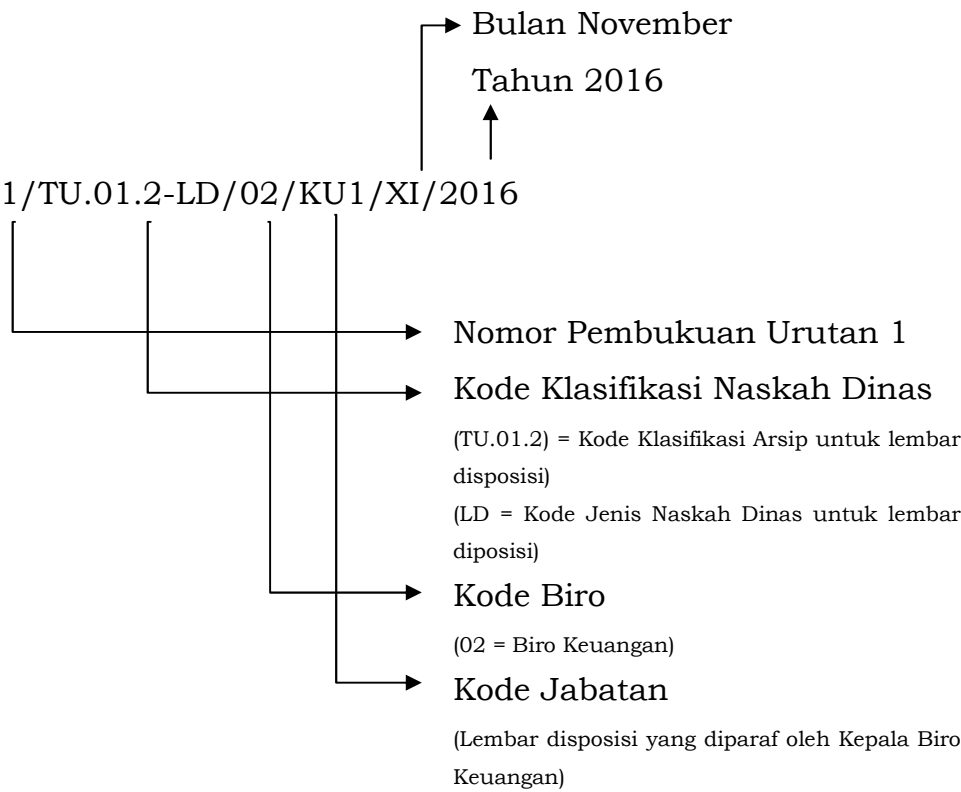 Bulan November
Tahun 2016
1/TU.01.2-LD/02/KU1/XI/2016
Nomor Pembukuan Urutan 1
Kode Klasifikasi Naskah Dinas
(TU.01.2) = Kode Klasifikasi Arsip untuk lembar
disposisi)
(LD = Kode Jenis Naskah Dinas untuk lembar
diposisi)
Kode Biro
(02 = Biro Keuangan)
Kode Jabatan
(Lembar disposisi yang diparaf oleh Kepala Biro
Keuangan)